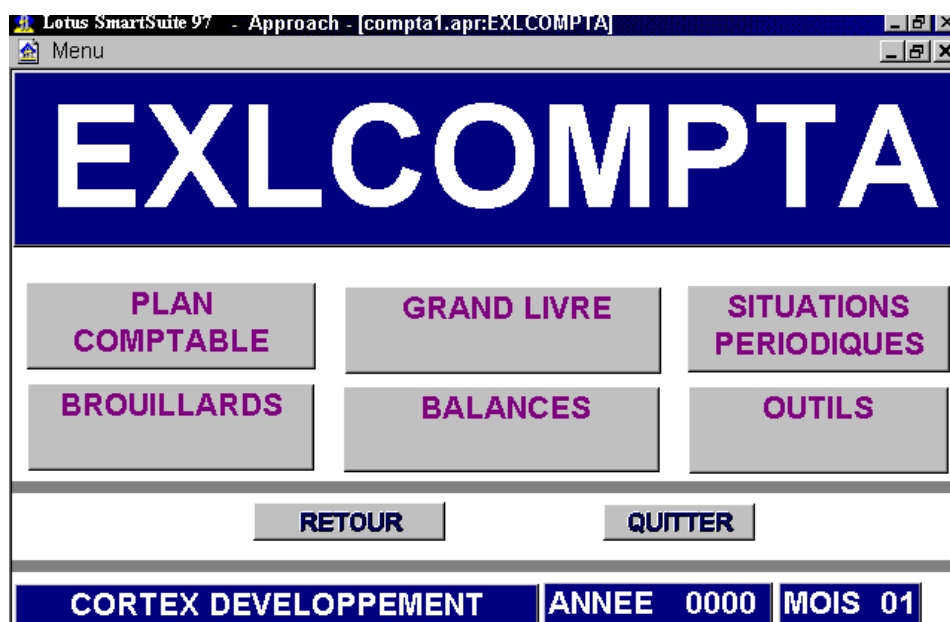 Lotus SmartSuite 97 - Approach - [compta1.apr:EXLCOMPTA]
Menu
EXLCOMPTA
PLAN
COMPTABLE
GRAND LIVRE
SITUATIONS
PERIODIQUES
BROUILLARDS
BALANCES
OUTILS
RETOUR
QUITTER
CORTEX DEVELOPPEMENT
ANNEE 0000
MOIS 01